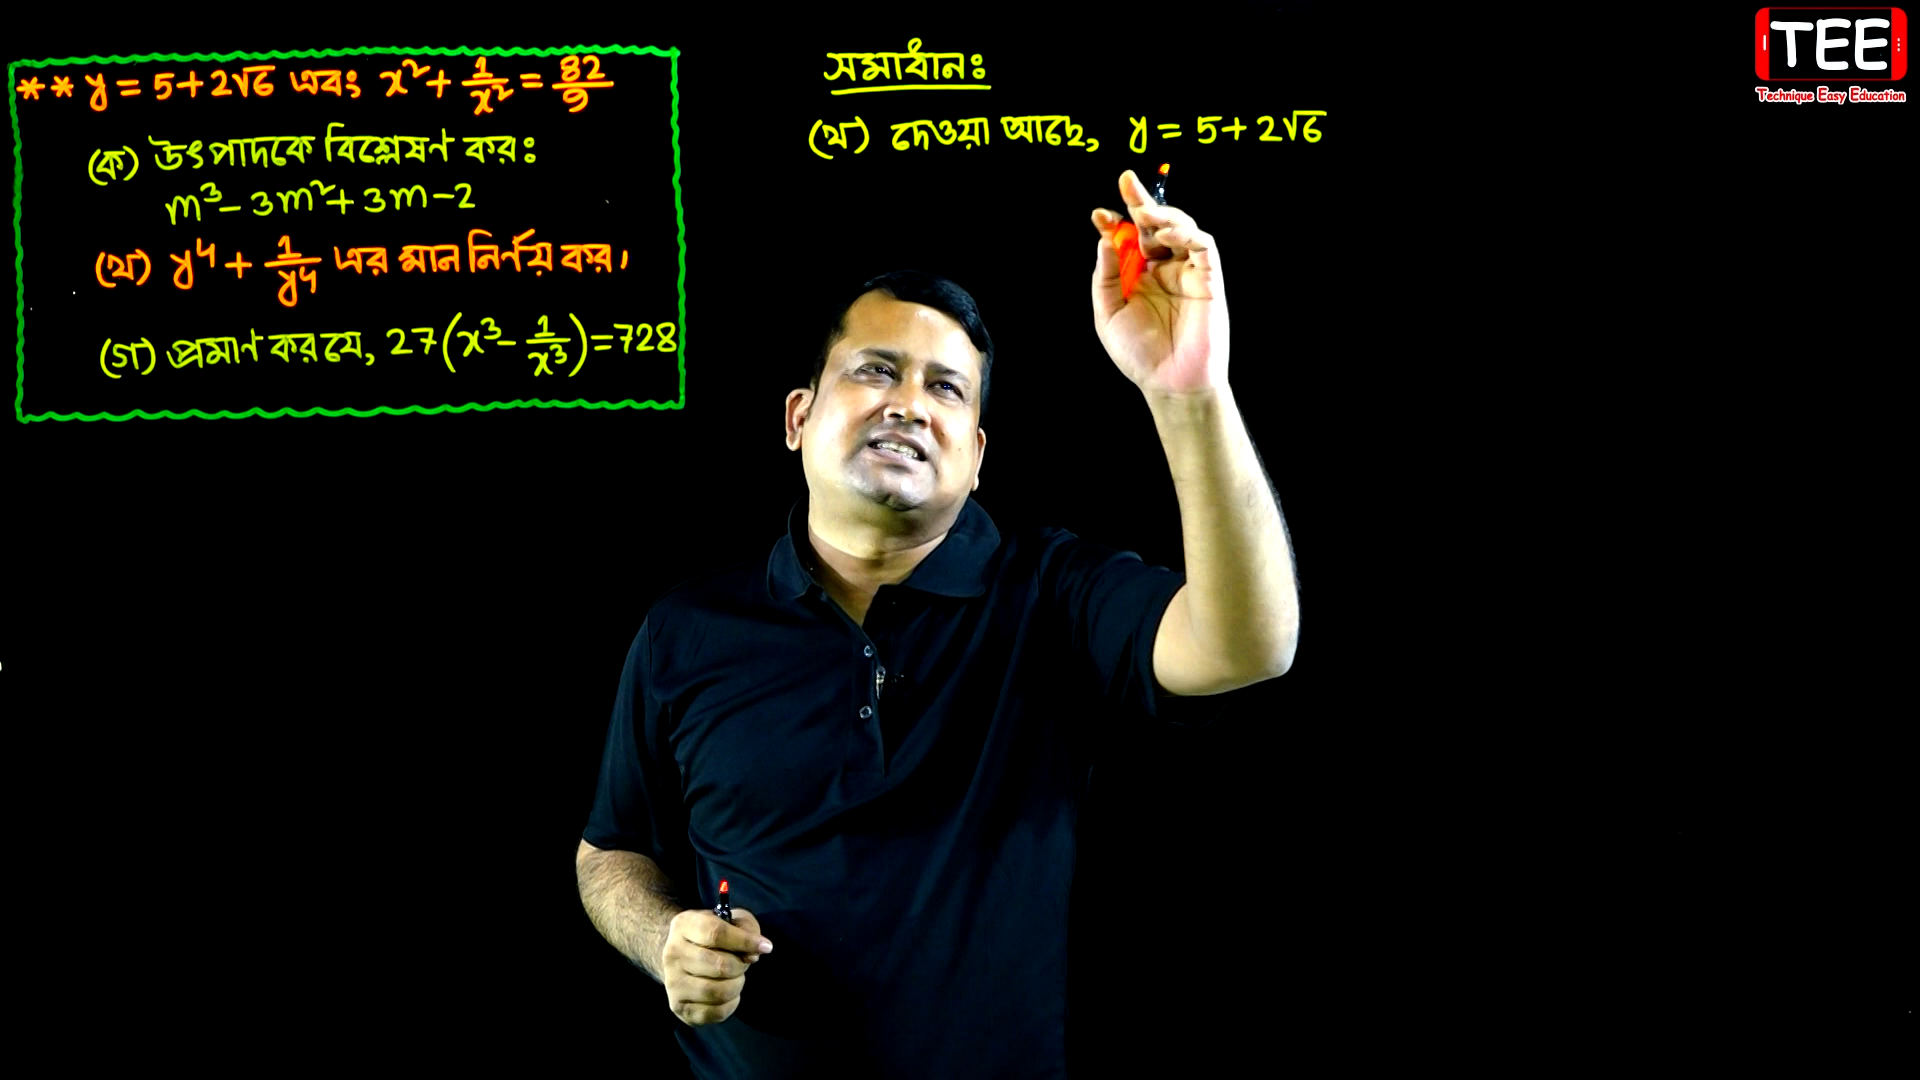 ** y = 5+2√6 এবং x² + 1/x² = 82/9
(ক) উৎপাদকে বিশ্লেষণ করঃ
m³ - 3m² + 3m - 2
(খ) y⁴ + 1/y⁴ এর মান নির্ণয় কর।
(গ) প্রমাণ কর যে, 27(x³ - 1/x³) = 728
সমাধানঃ
(খ) দেওয়া আছে, y = 5+2√6
TEE
Technique Easy Education